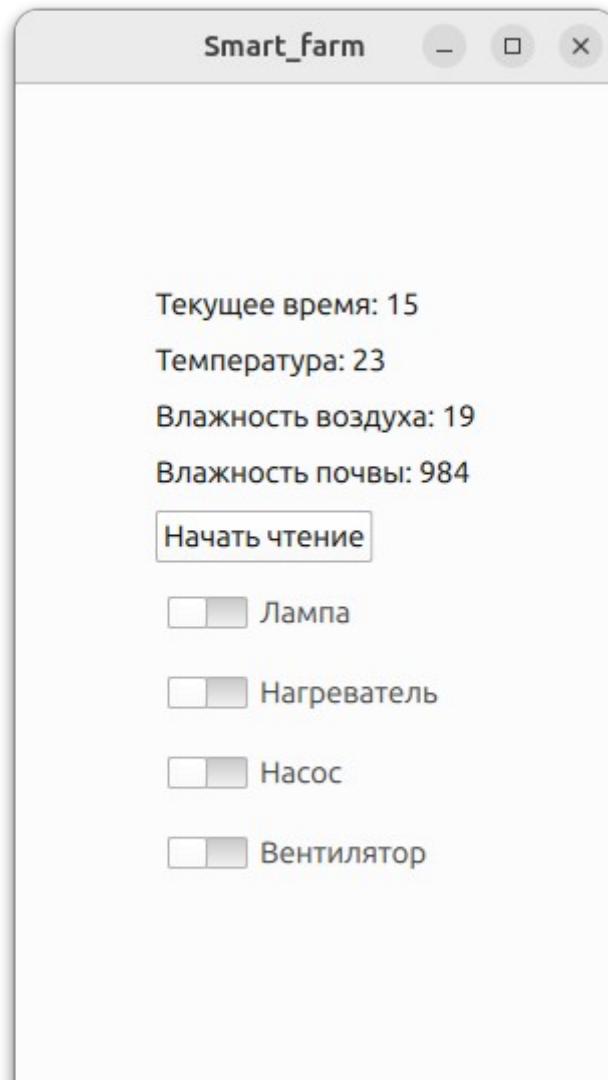 Smart_farm
Текущее время: 15
Температура: 23
Влажность воздуха: 19
Влажность почвы: 984
Начать чтение
Лампа
Нагреватель
Насос
Вентилятор